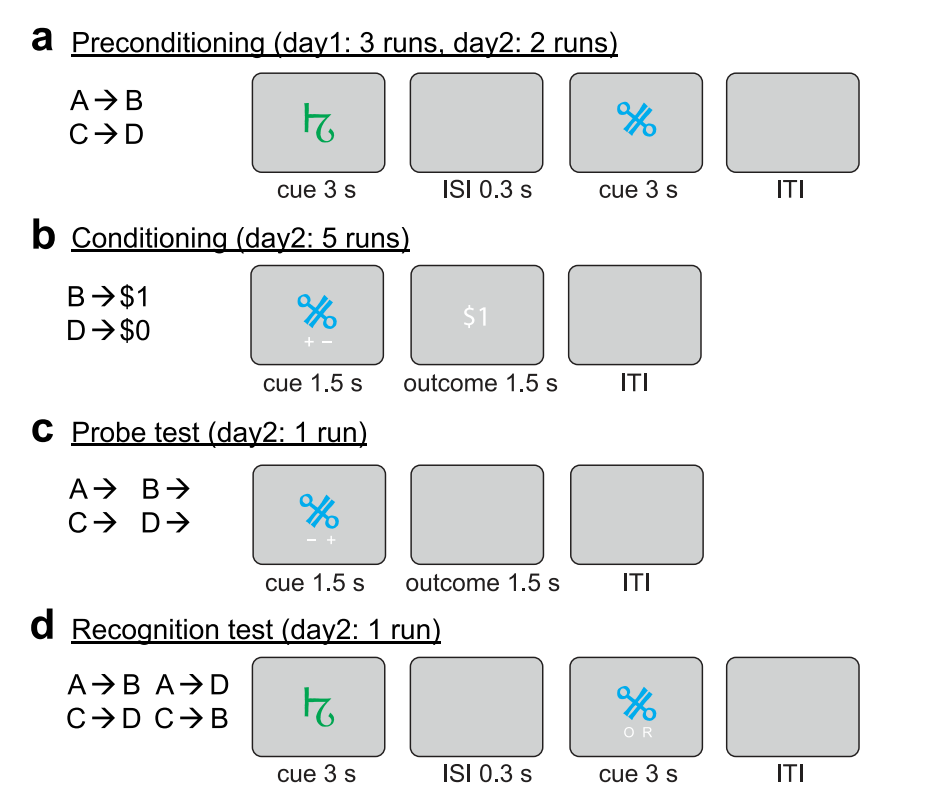 a Preconditioning (day1: 3 runs, day2: 2 runs)
A → B
C → D
cue 3 s ISI 0.3 s cue 3 s ITI
b Conditioning (day2: 5 runs)
B → $1
D → $0
$1
+ −
cue 1.5 s outcome 1.5 s ITI
c Probe test (day2: 1 run)
A → B →
C → D →
− +
cue 1.5 s outcome 1.5 s ITI
d Recognition test (day2: 1 run)
A → B A → D
C → D C → B
O R
cue 3 s ISI 0.3 s cue 3 s ITI